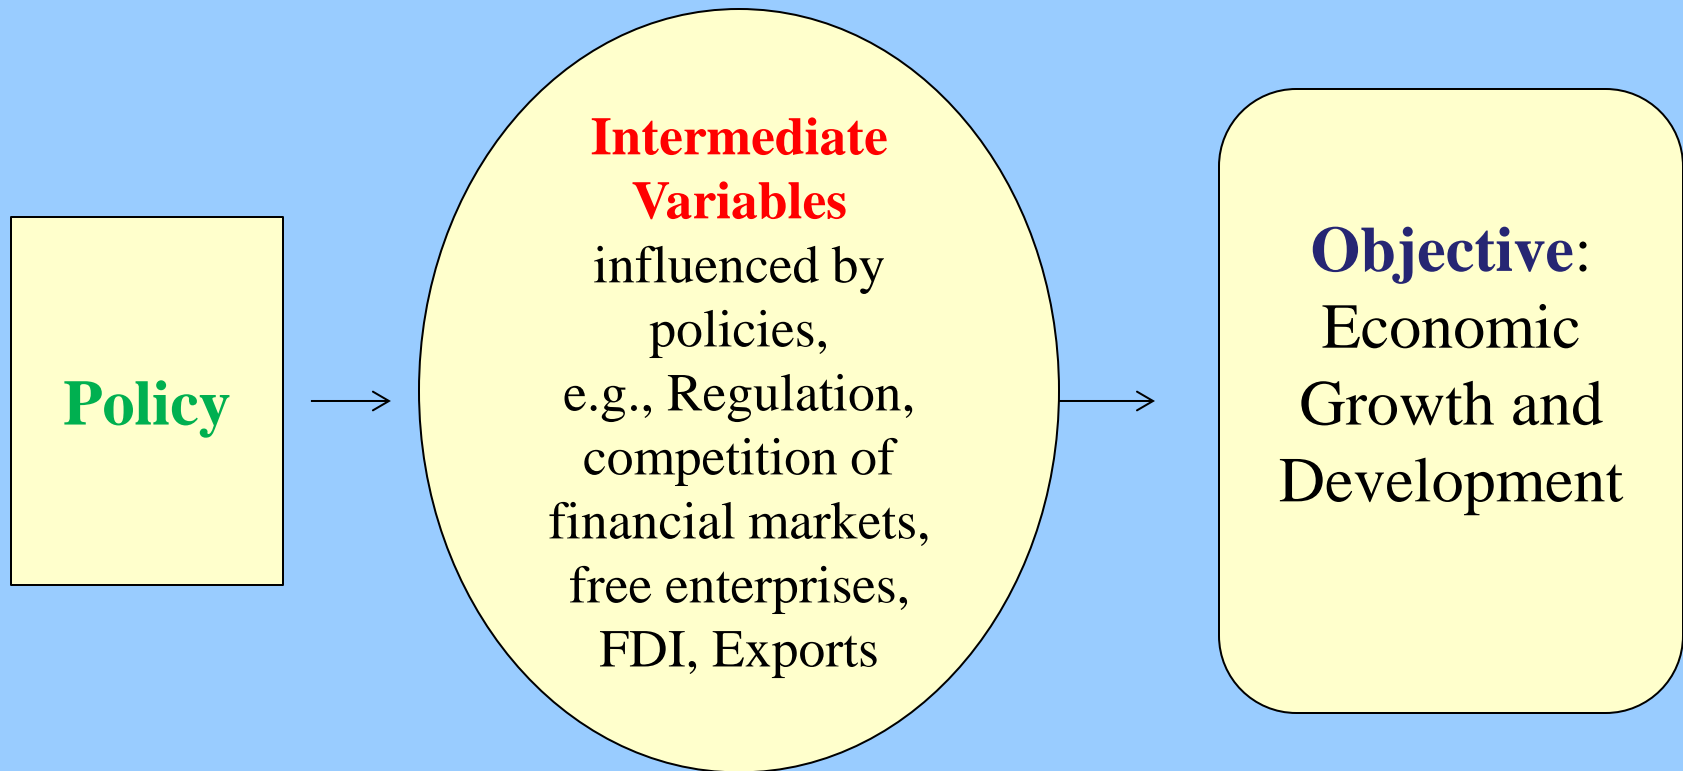 Policy
Intermediate
Variables
influenced by
policies,
e.g., Regulation,
competition of
financial markets,
free enterprises,
FDI, Exports
Objective:
Economic
Growth and
Development